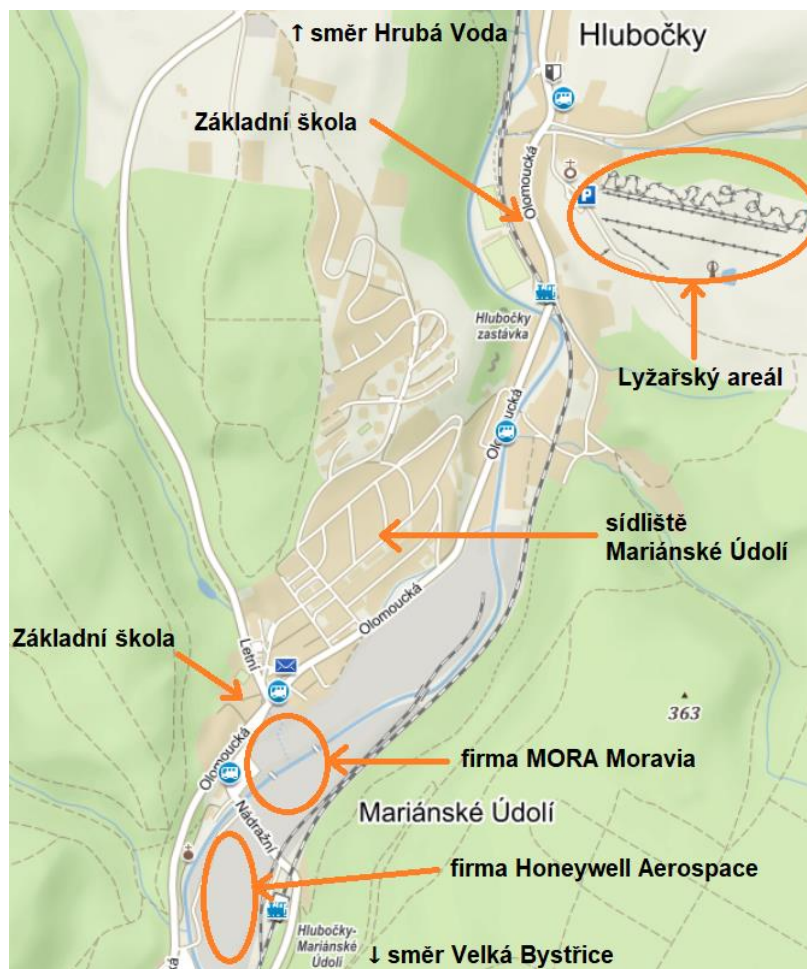 ↑ směr Hrubá Voda
Hlubočky
Základní škola
Olomoucká
P
Hlubočky
zastávka
Lyžařský areál
Olomoucká
sídliště
Mariánské Údolí
Olomoucká
Základní škola
Letní
363
Olomoucká
firma MORA Moravia
Nádražní
Mariánské Údolí
firma Honeywell Aerospace
Hlubočky-
Mariánské
Údolí
↓ směr Velká Bystřice